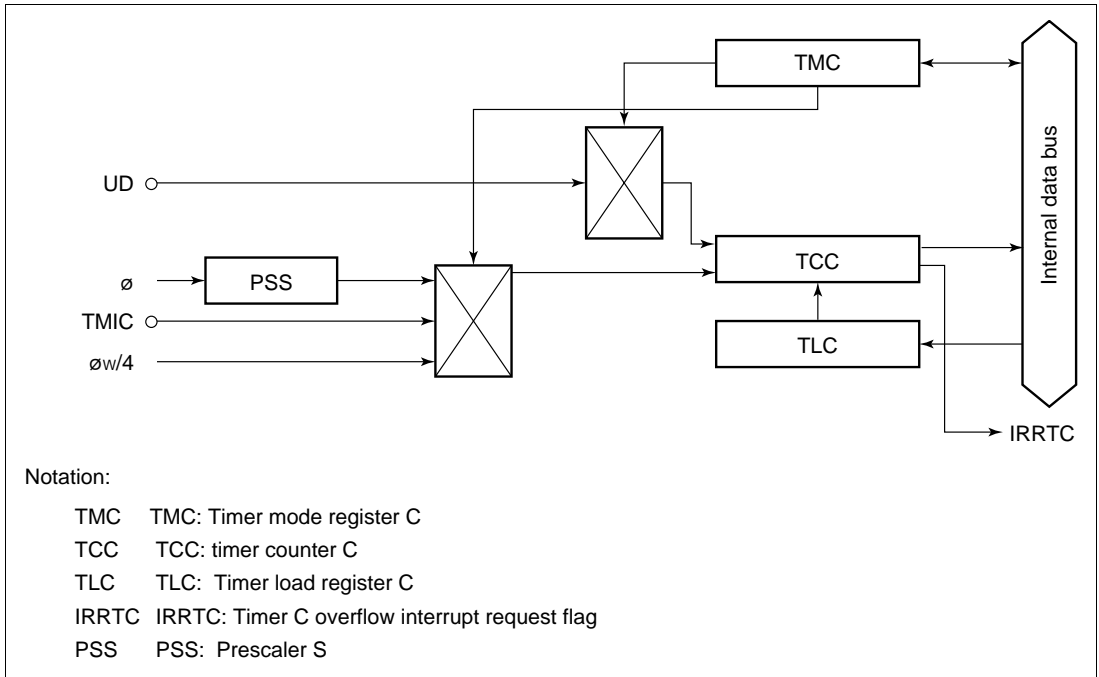 TMC
UD
TCC
ø
PSS
TMIC
TLC
øw/4
Internal data bus
IRRTC
Notation:
TMC TMC: Timer mode register C
TCC TCC: timer counter C
TLC TLC: Timer load register C
IRRTC IRRTC: Timer C overflow interrupt request flag
PSS PSS: Prescaler S